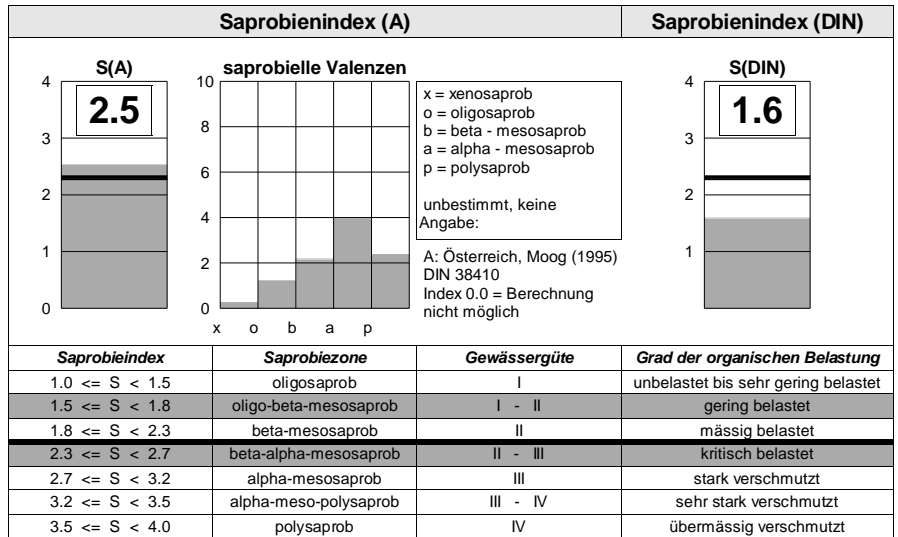 Saprobienindex (A)
Saprobienindex (DIN)
S(A)
4
3
2
1
0
2.5
saprobielle Valenzen
10
8
6
4
2
0
x o b a p
x = xenosaprob
o = oligosaprob
b = beta - mesosaprob
a = alpha - mesosaprob
p = polysaprob
unbestimmt, keine
Angabe:
A: Österreich, Moog (1995)
DIN 38410
Index 0.0 = Berechnung
nicht möglich
S(DIN)
4
3
2
1
1.6
Saprobieindex Saprobiezone Gewässergüte Grad der organischen Belastung
1.0 <= S < 1.5 oligosaprob I unbelastet bis sehr gering belastet
1.5 <= S < 1.8 oligo-beta-mesosaprob I - II gering belastet
1.8 <= S < 2.3 beta-mesosaprob II mässig belastet
2.3 <= S < 2.7 beta-alpha-mesosaprob II - III kritisch belastet
2.7 <= S < 3.2 alpha-mesosaprob III stark verschmutzt
3.2 <= S < 3.5 alpha-meso-polysaprob III - IV sehr stark verschmutzt
3.5 <= S < 4.0 polysaprob IV übermässig verschmutzt